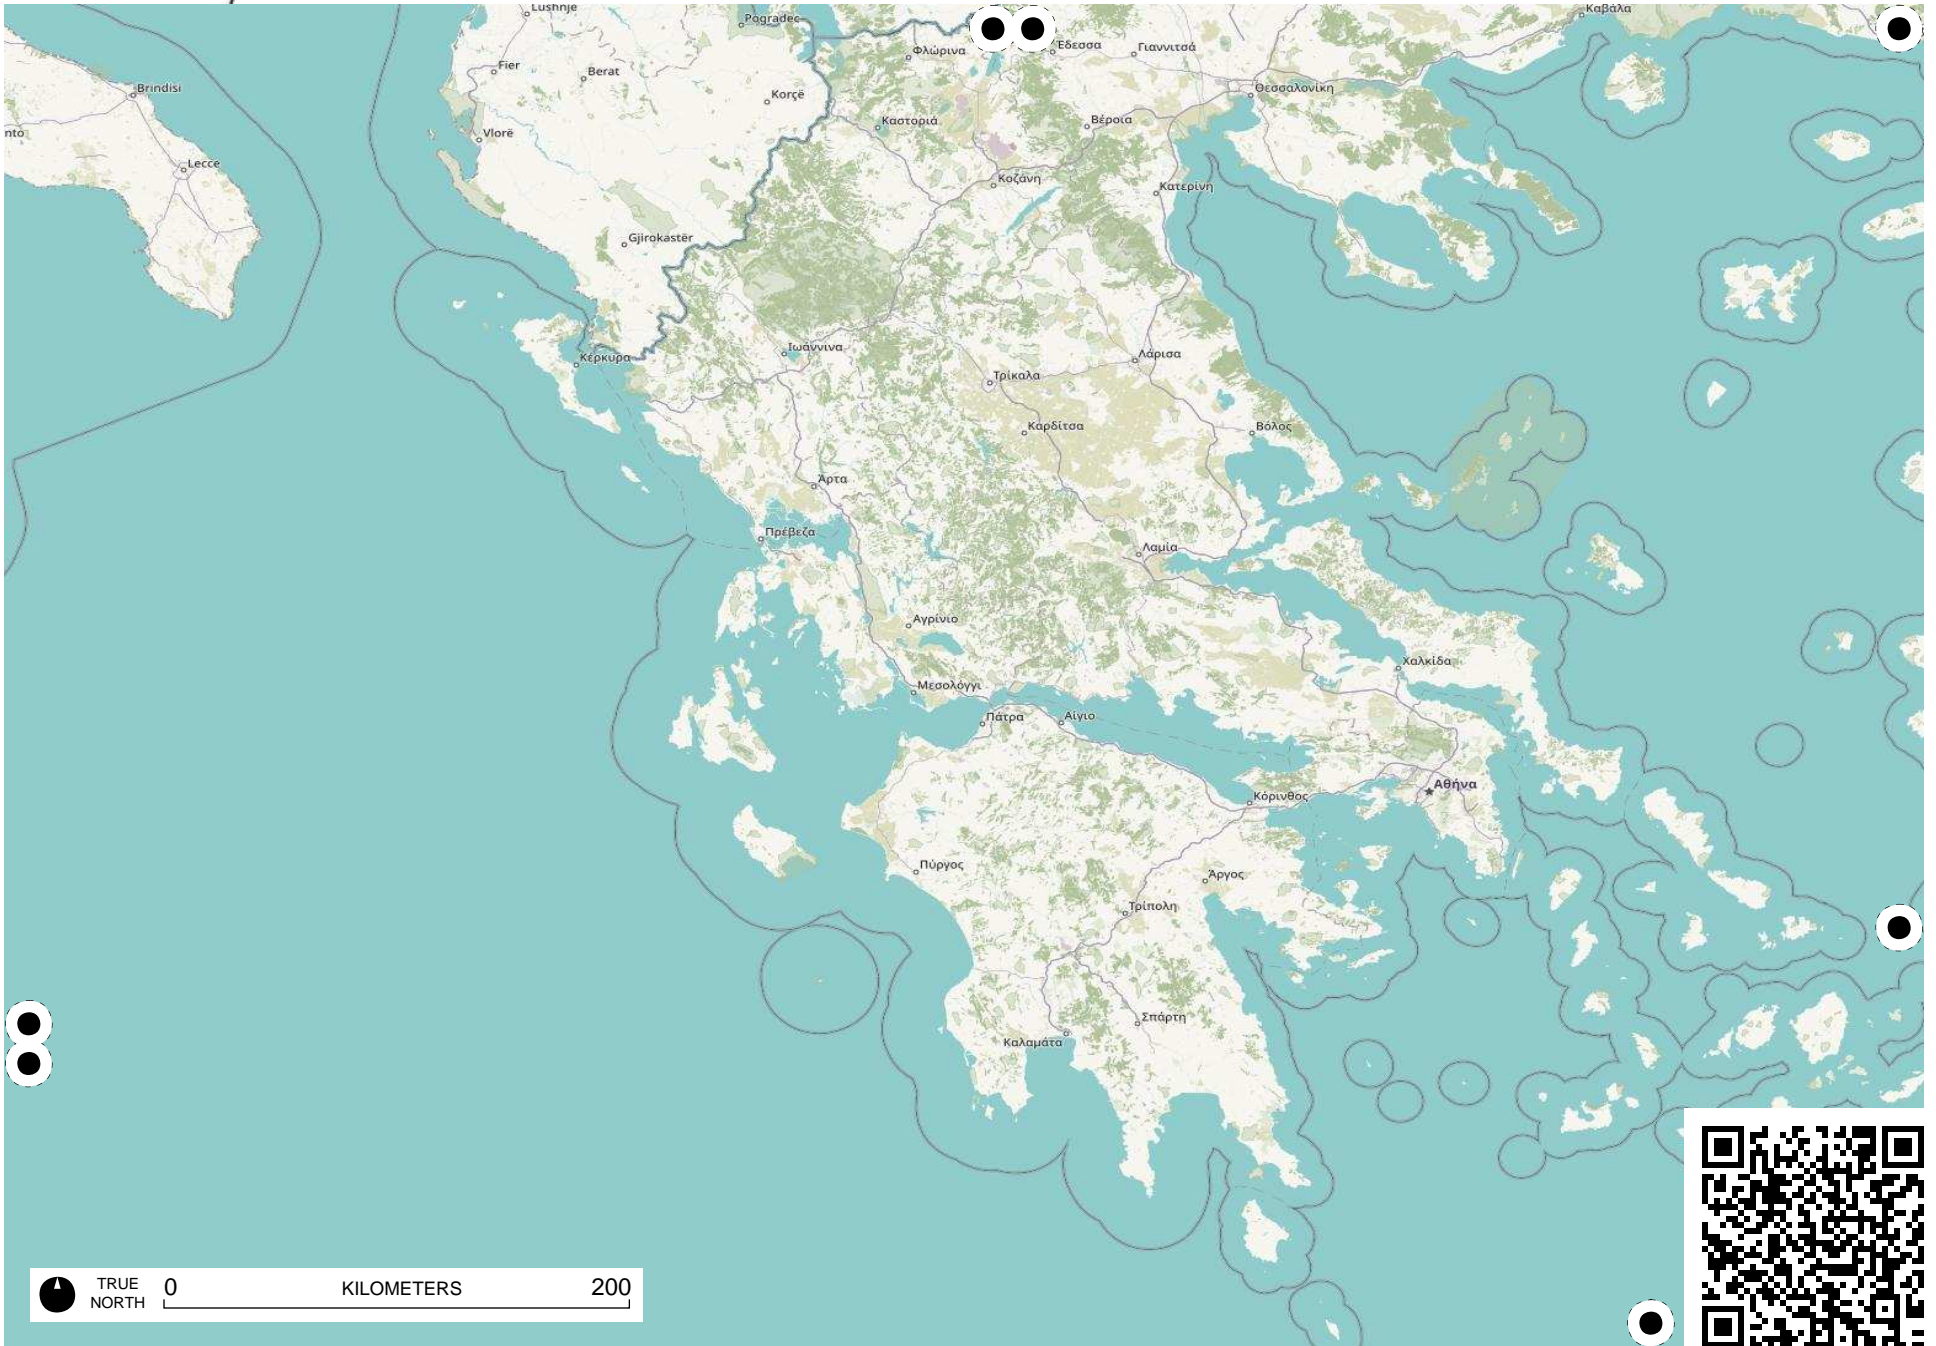 Lushnjë
Pogradec
Καβάλα
Φλώρινα
Έδεσσα
Γιαννιτσά
Fier
Berat
Brindisi
Korçë
Θεσσαλονίκη
Καστοριά
Βέροια
nto
Vlorë
Lecce
Κοζάνη
Κατερίνη
Gjirokastër
Ιωάννινα
Κέρκυρα
Λάρισα
Τρίκαλα
Καρδίτσα
Βόλος
Άρτα
Πρέβεζα
Λαμία
Αγρίνιο
Χαλκίδα
Μεσολόγγι
Πάτρα
Αίγιο
Αθήνα
Κόρινθος
Πύργος
Άργος
Τρίπολη
Σπάρτη
Καλαμάτα
TRUE
NORTH
0 KILOMETERS 200